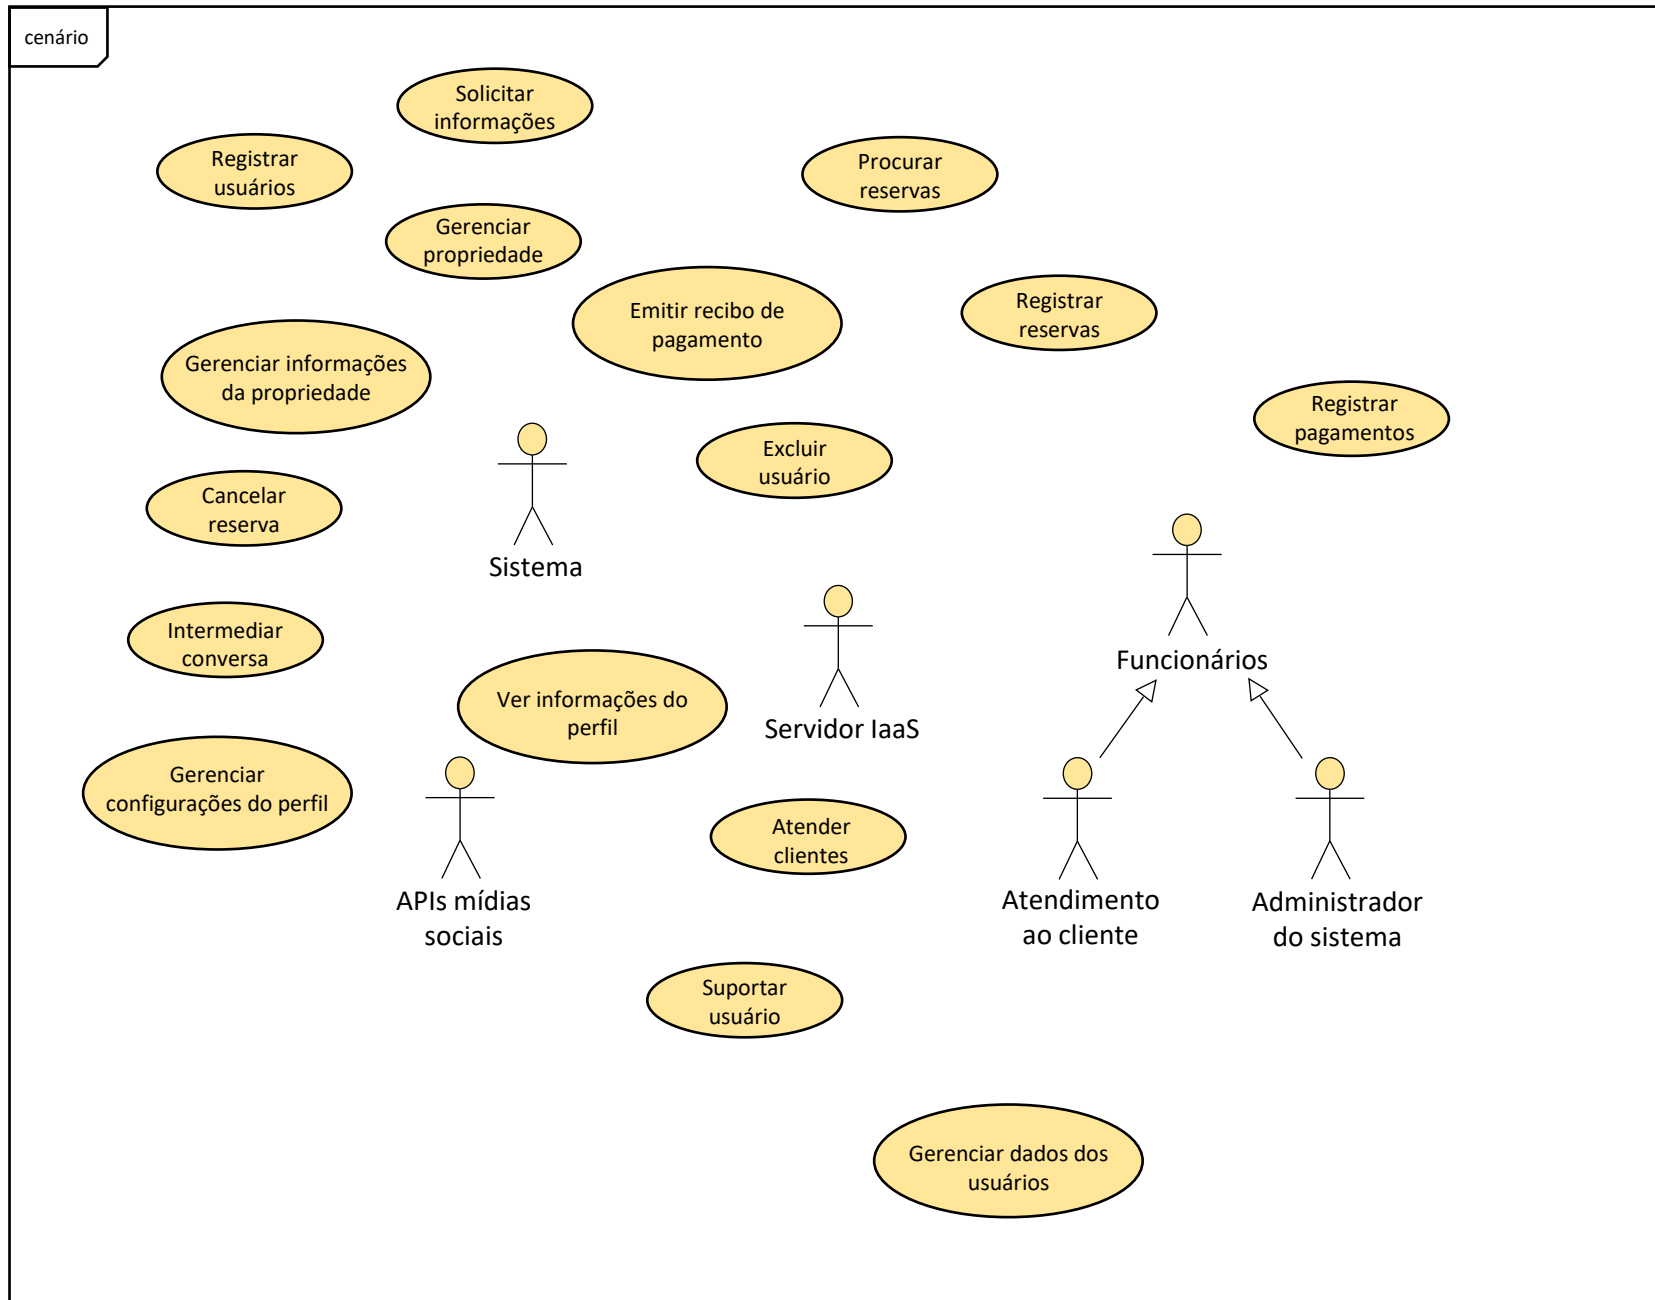 cenário
Solicitar
informações
Registrar
usuários
Procurar
reservas
Gerenciar
propriedade
Emitir recibo de
pagamento
Registrar
reservas
Gerenciar informações
da propriedade
Registrar
pagamentos
Excluir
usuário
Cancelar
reserva
Sistema
Intermediar
conversa
Funcionários
Ver informações do
perfil
Servidor IaaS
Gerenciar
configurações do perfil
Atender
clientes
APIs mídias
sociais
Atendimento
ao cliente
Administrador
do sistema
Suportar
usuário
Gerenciar dados dos
usuários